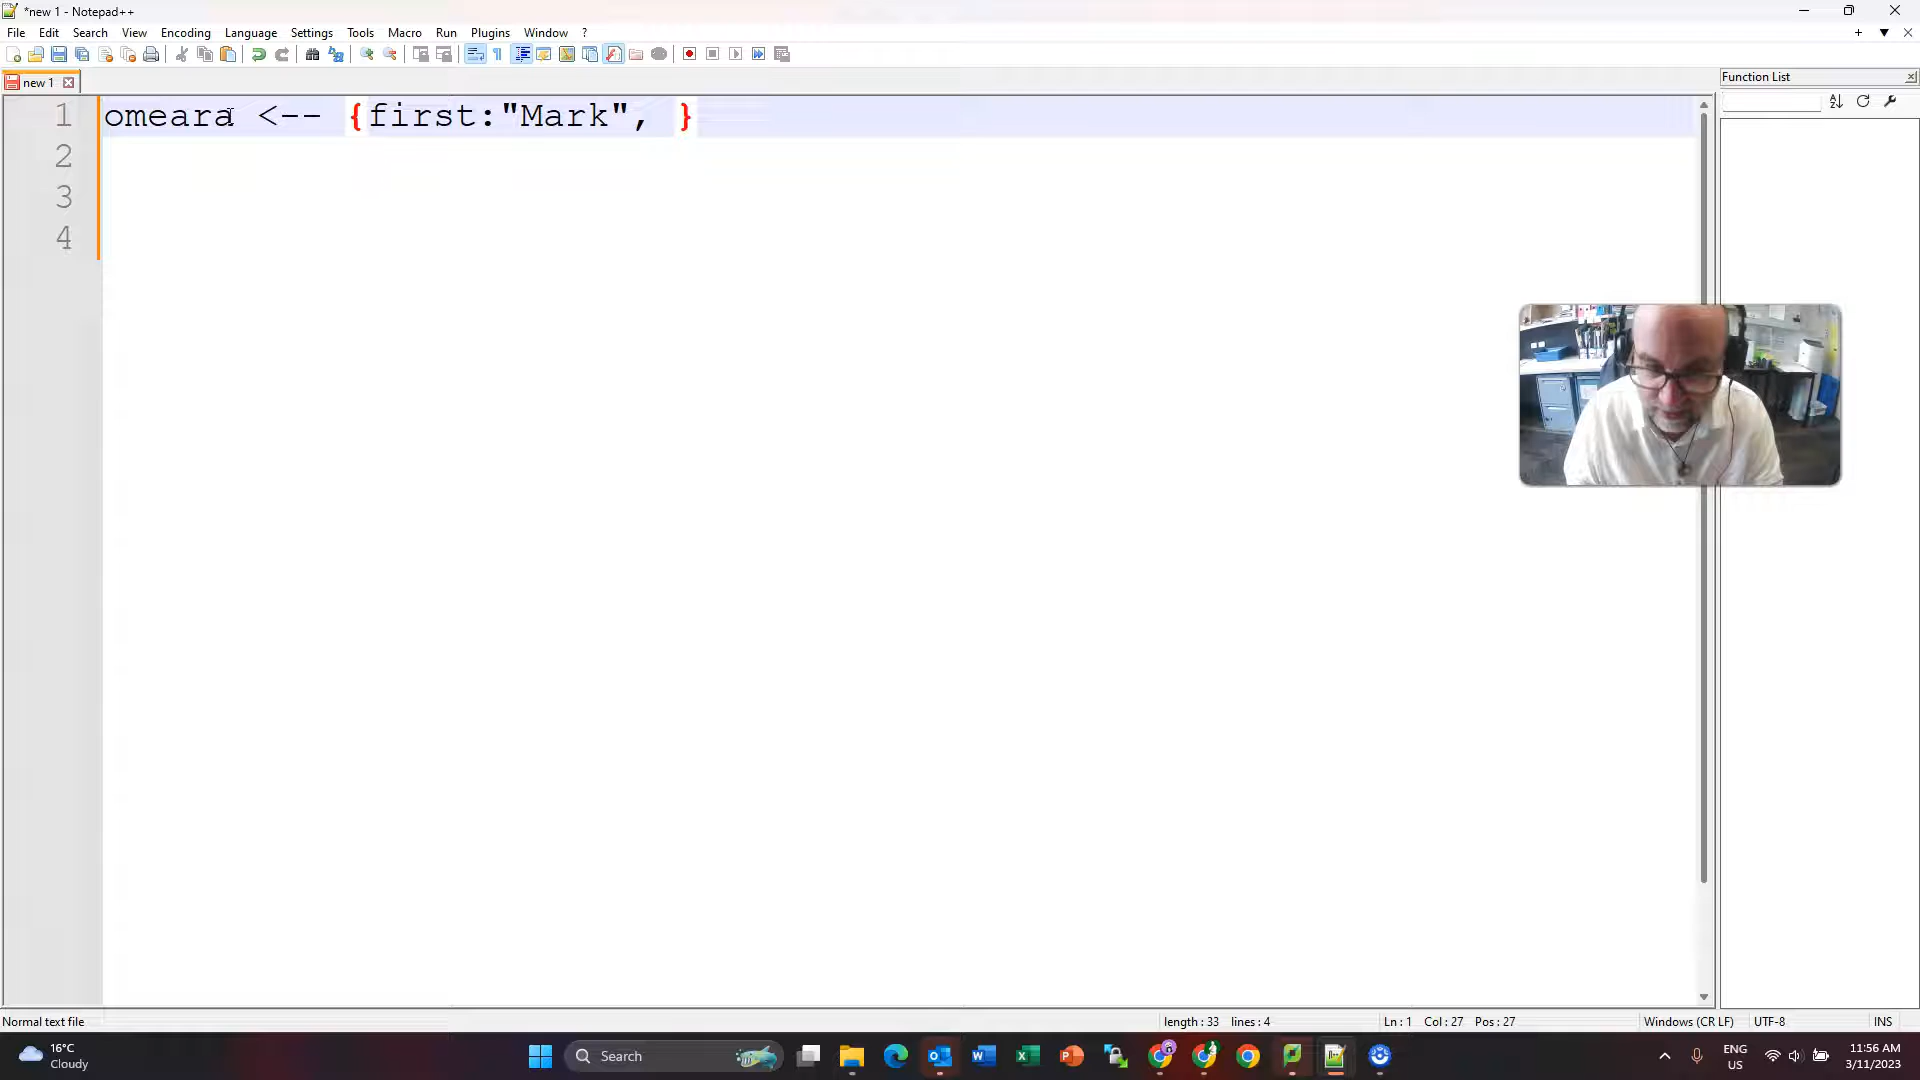 *new 1 - Notepad++
File Edit Search View Encoding Language Settings Tools Macro Run Plugins Window ?
new 1
Function List
1 omeara <-- {first:"Mark", }
2
3
4
Normal text file length : 33 lines : 4 Ln : 1 Col : 27 Pos : 27 Windows (CR LF) UTF-8 INS
16°C
Cloudy
Search
ENG
US
11:56 AM
3/11/2023